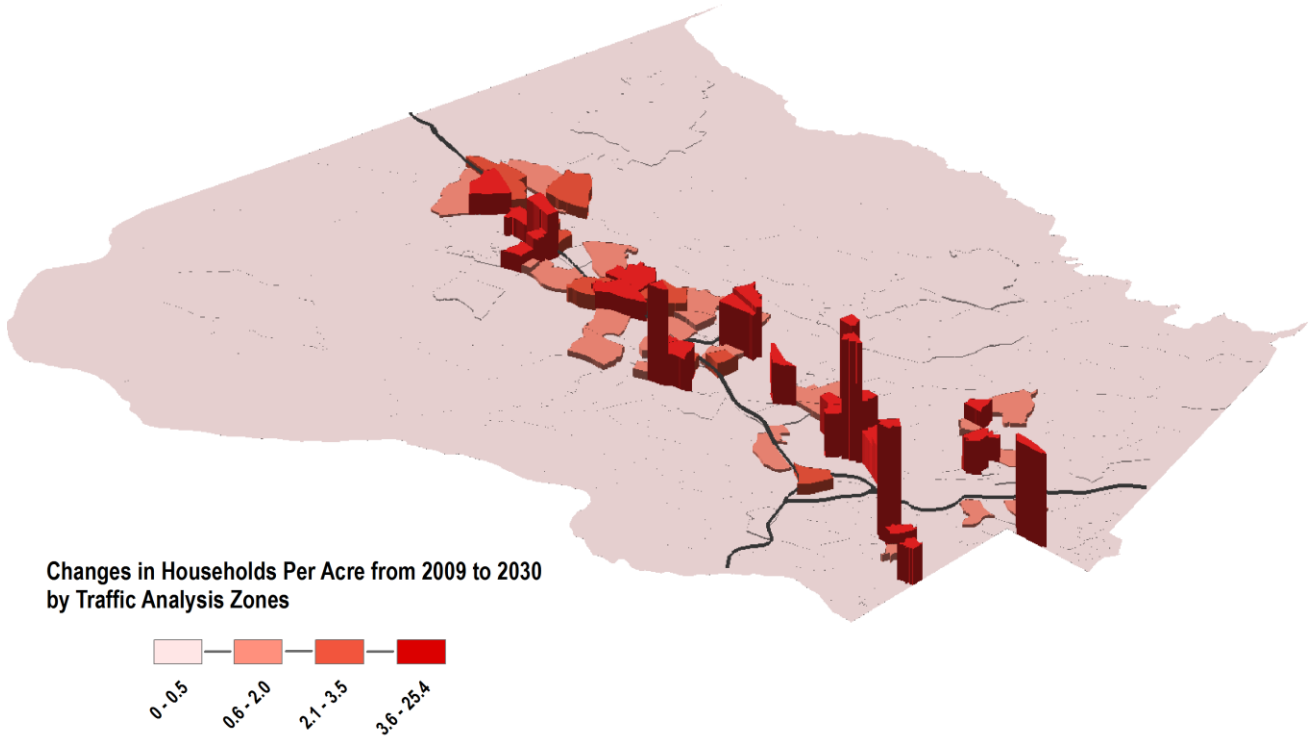 Changes in Households Per Acre from 2009 to 2030
by Traffic Analysis Zones
0 - 0.5
0.6 - 2.0
2.1 - 3.5
3.6 - 25.4